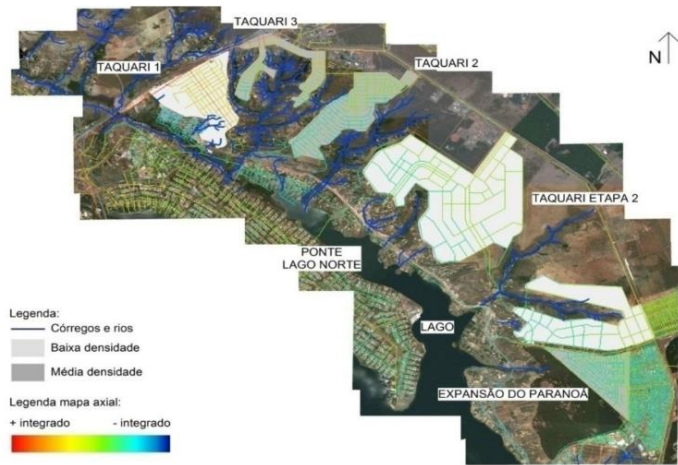 TAQUARI 3
N
TAQUARI 1
TAQUARI 2
TAQUARI ETAPA 2
PONTE
LAGO NORTE
LAGO
EXPANSÃO DO PARANOÁ
Legenda:
Córregos e rios
Baixa densidade
Média densidade
Legenda mapa axial:
+ integrado - integrado